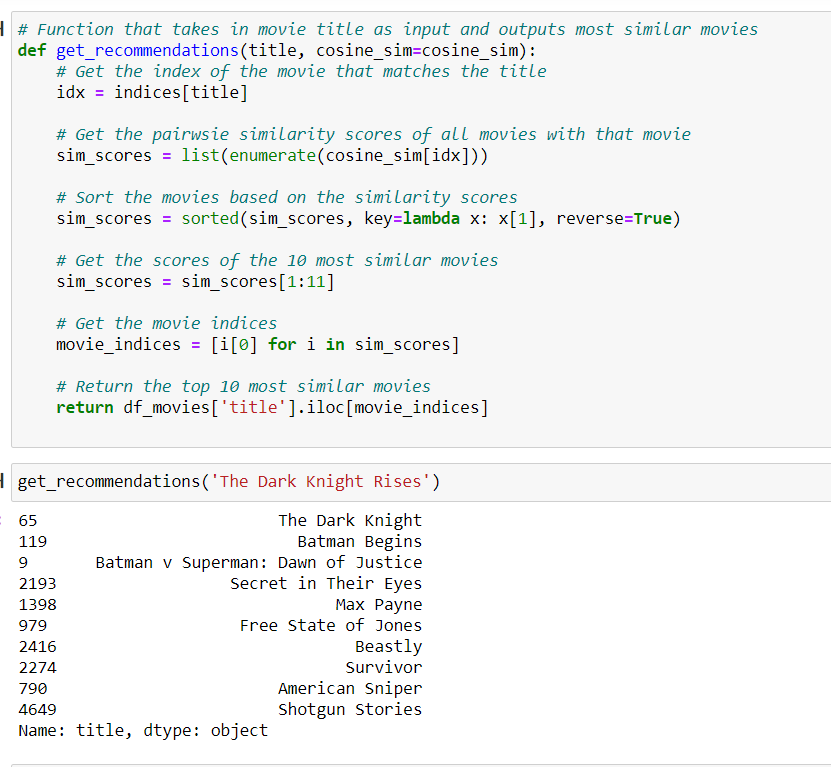 # Function that takes in movie title as input and outputs most similar movies
def get_recommendations(title, cosine_sim=cosine_sim):
    # Get the index of the movie that matches the title
    idx = indices[title]
    # Get the pairwsie similarity scores of all movies with that movie
    sim_scores = list(enumerate(cosine_sim[idx]))
    # Sort the movies based on the similarity scores
    sim_scores = sorted(sim_scores, key=lambda x: x[1], reverse=True)
    # Get the scores of the 10 most similar movies
    sim_scores = sim_scores[1:11]
    # Get the movie indices
    movie_indices = [i[0] for i in sim_scores]
    # Return the top 10 most similar movies
    return df_movies['title'].iloc[movie_indices]
get_recommendations('The Dark Knight Rises')
65                         The Dark Knight
119                          Batman Begins
9       Batman v Superman: Dawn of Justice
2193                  Secret in Their Eyes
1398                             Max Payne
979                    Free State of Jones
2416                               Beastly
2274                              Survivor
790                        American Sniper
4649                       Shotgun Stories
Name: title, dtype: object